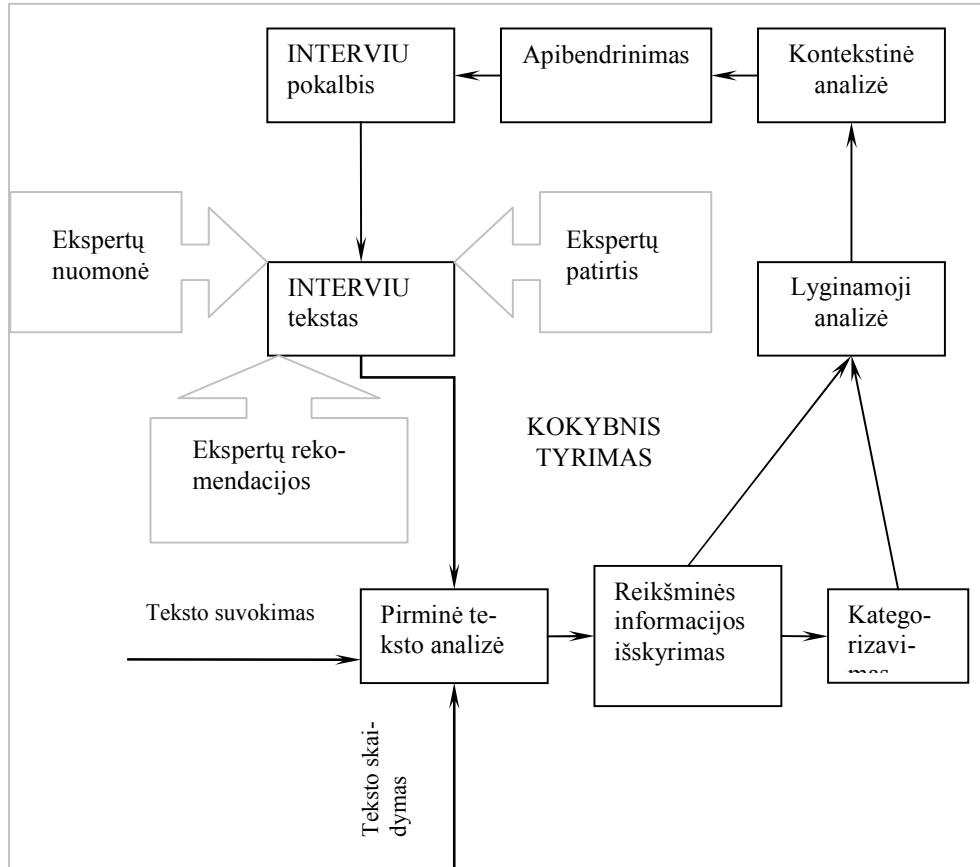 INTERVIU
pokalbis
Apibendrinimas
Kontekstinė
analizė
Ekspertų
nuomonė
INTERVIU
tekstas
Ekspertų
patirtis
Lyginamoji
analizė
Ekspertų reko-
mendacijos
KOKYBNIS
TYRIMAS
Teksto suvokimas
Pirminė te-
ksto analizė
Reikšminės
informacijos
išskyrimas
Katego-
rizavi-
mas
Teksto skai-
dymas